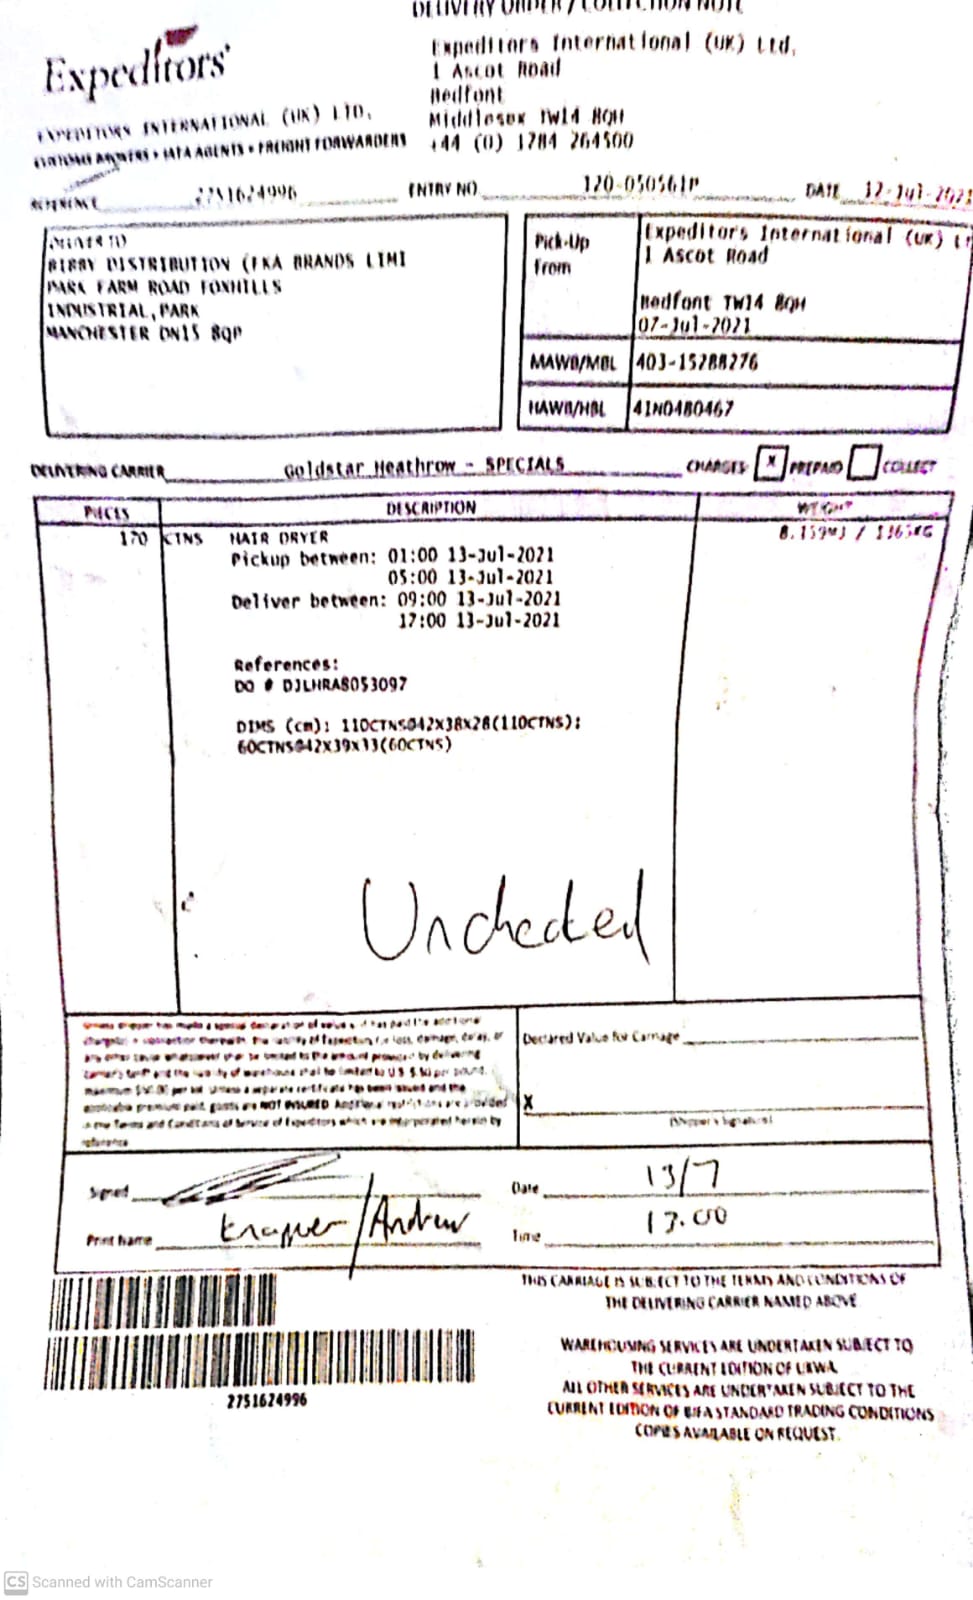 DELIVERY ORDER / COLLECTION NOTE
Expeditors
Expeditors International (UK) Ltd.
1 Ascot Road
Bedfont
Middlesex TW14 8QH
+44 (0) 1784 264500
EXPEDITORS INTERNATIONAL (UK) LTD.
CUSTOMS BROKERS • IATA AGENTS • FREIGHT FORWARDERS
REFERENCE 2751624996 ENTRY NO. 120-050561P DATE 12-Jul-2021
DELIVER TO
BIBBY DISTRIBUTION (FKA BRANDS LIMI
PARK FARM ROAD FOXHILLS
INDUSTRIAL,PARK
MANCHESTER DN15 8QP
Pick-Up From
Expeditors International (UK)
1 Ascot Road
Bedfont TW14 8QH
07-Jul-2021
MAWB/MBL 403-15288276
HAWB/HBL 41N0480467
DELIVERING CARRIER Goldstar Heathrow - SPECIALS CHARGES X PREPAID COLLECT
PIECES DESCRIPTION WEIGHT
170 CTNS HAIR DRYER 8.159M3 / 1365KG
Pickup between: 01:00 13-Jul-2021
05:00 13-Jul-2021
Deliver between: 09:00 13-Jul-2021
17:00 13-Jul-2021
References:
DO # DJLHRA8053097
DIMS (cm): 110CTNS@42X38X28(110CTNS);
60CTNS@42X39X33(60CTNS)
Unchecked
Unless shipper has made a special declaration of value & it has paid the additional
charge(s) in connection therewith, the liability of Expeditors for loss, damage, delay, or
any other cause whatsoever shall be limited to the amount provided by delivering
carrier's tariff and the liability of warehouse shall be limited to U.S. $.50 per pound,
maximum $50.00 per lot. Unless a separate certificate has been issued and the
applicable premium paid, goods are NOT INSURED. Additional restrictions are provided
in the Terms and Conditions of Service of Expeditors which are incorporated herein by
reference
Declared Value for Carriage
X
(Shipper's Signature)
Signed
Date 13/7
Print Name /Andrew
Time 13.00
THIS CARRIAGE IS SUBJECT TO THE TERMS AND CONDITIONS OF
THE DELIVERING CARRIER NAMED ABOVE
WAREHOUSING SERVICES ARE UNDERTAKEN SUBJECT TO
THE CURRENT EDITION OF UKWA.
ALL OTHER SERVICES ARE UNDERTAKEN SUBJECT TO THE
CURRENT EDITION OF BIFA STANDARD TRADING CONDITIONS
COPIES AVAILABLE ON REQUEST.
2751624996
CS Scanned with CamScanner